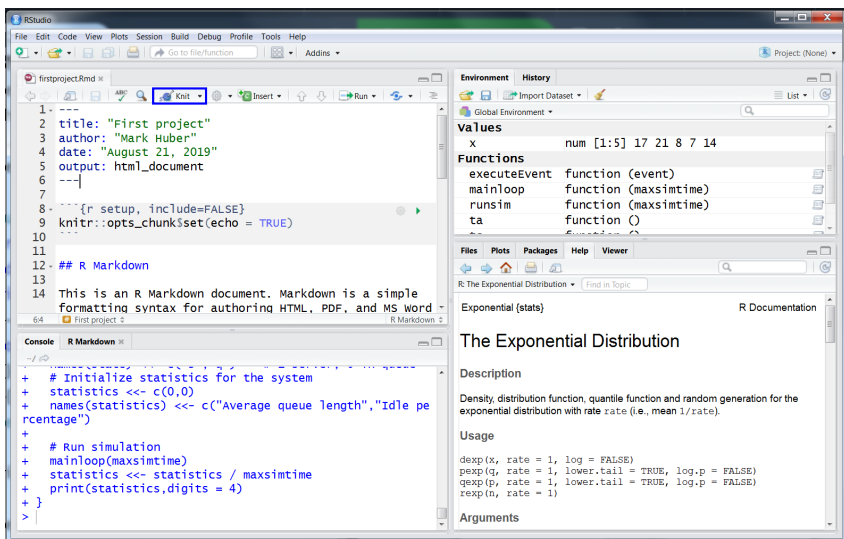 RStudio
File Edit Code View Plots Session Build Debug Profile Tools Help
Go to file/function Addins Project: (None)
firstproject.Rmd
ABC Knit Insert Run
1 ---
2 title: "First project"
3 author: "Mark Huber"
4 date: "August 21, 2019"
5 output: html_document
6 ---
7
8 ```{r setup, include=FALSE}
9 knitr::opts_chunk$set(echo = TRUE)
10 ```
11
12 ## R Markdown
13
14 This is an R Markdown document. Markdown is a simple
formatting syntax for authoring HTML, PDF, and MS Word
6:4 First project R Markdown
Console R Markdown
~/
+ # Initialize statistics for the system
+ statistics <<- c(0,0)
+ names(statistics) <<- c("Average queue length","Idle pe
rcentage")
+
+ # Run simulation
+ mainloop(maxsimtime)
+ statistics <<- statistics / maxsimtime
+ print(statistics,digits = 4)
+ }
>
Environment History
Import Dataset List
Global Environment
Values
x num [1:5] 17 21 8 7 14
Functions
executeEvent function (event)
mainloop function (maxsimtime)
runsim function (maxsimtime)
ta function ()
Files Plots Packages Help Viewer
R: The Exponential Distribution Find in Topic
Exponential {stats} R Documentation
The Exponential Distribution
Description
Density, distribution function, quantile function and random generation for the
exponential distribution with rate rate (i.e., mean 1/rate).
Usage
dexp(x, rate = 1, log = FALSE)
pexp(q, rate = 1, lower.tail = TRUE, log.p = FALSE)
qexp(p, rate = 1, lower.tail = TRUE, log.p = FALSE)
rexp(n, rate = 1)
Arguments